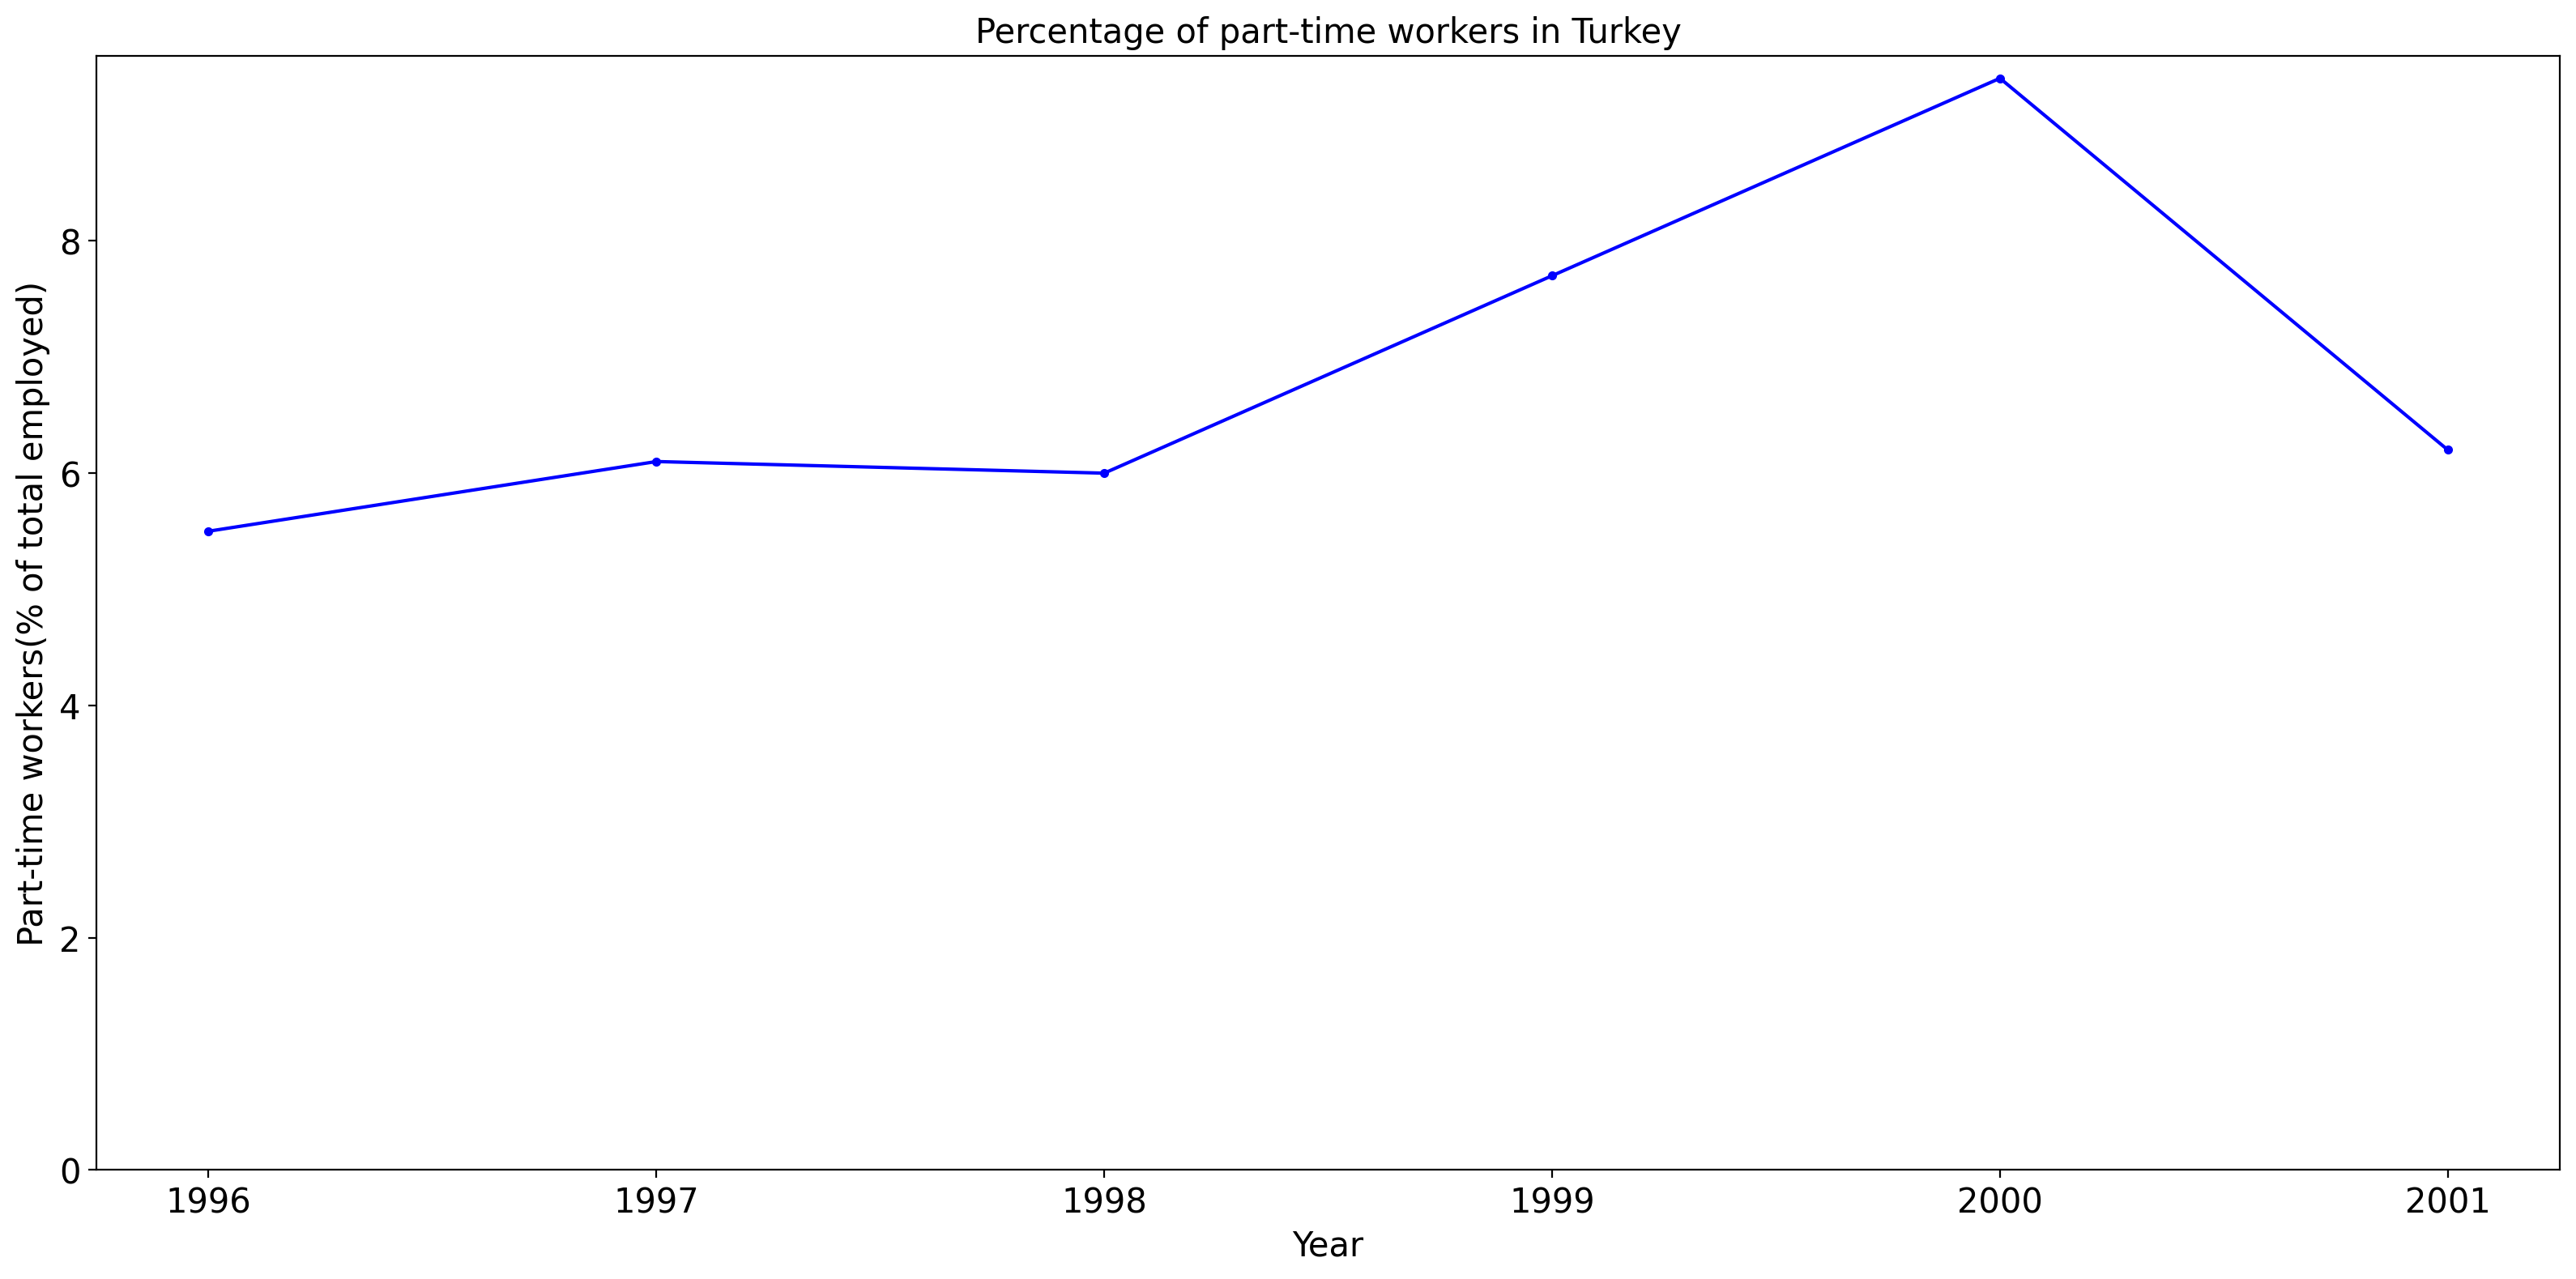 Percentage of part-time workers in Turkey
Part-time workers(% of total employed)
8
6
4
2
0
1996 1997 1998 1999 2000 2001
Year